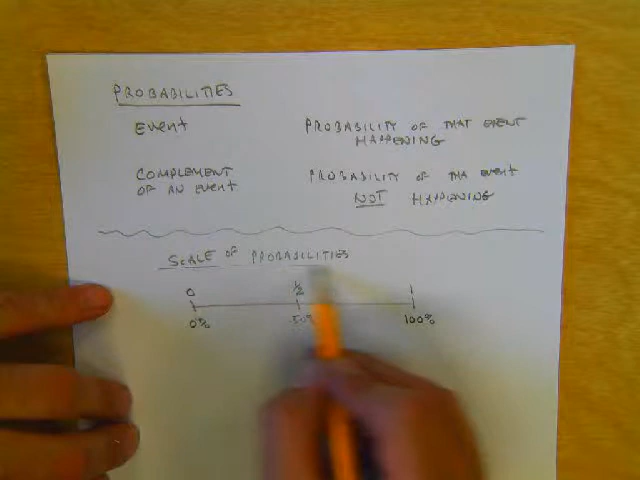 PROBABILITIES
EVENT PROBABILITY OF THAT EVENT
HAPPENING
COMPLEMENT PROBABILITY OF THA EVENT
OF AN EVENT NOT HAPPENING
SCALE OF PROBABILITIES
0 1/2 1
0% 100%